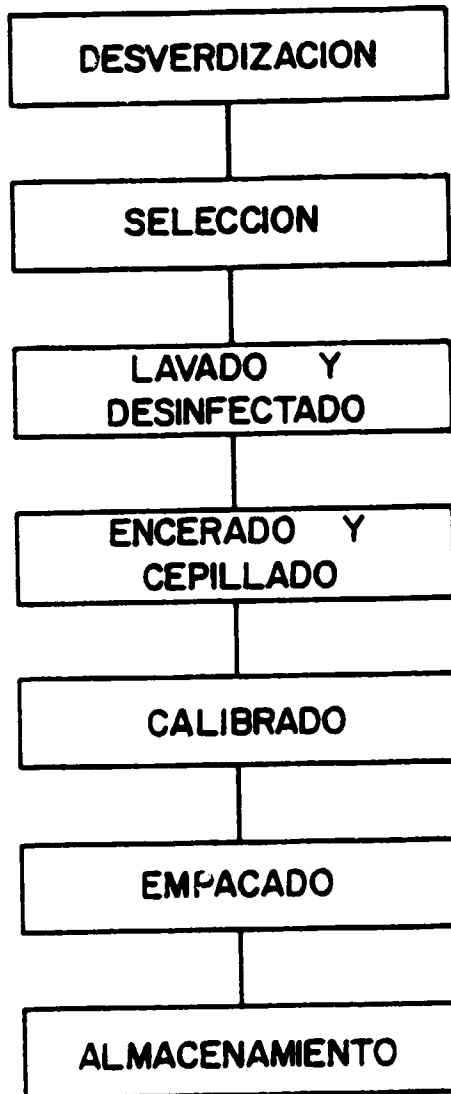 DESVERDIZACION
SELECCION
LAVADO Y
DESINFECTADO
ENCERADO Y
CEPILLADO
CALIBRADO
EMPACADO
ALMACENAMIENTO